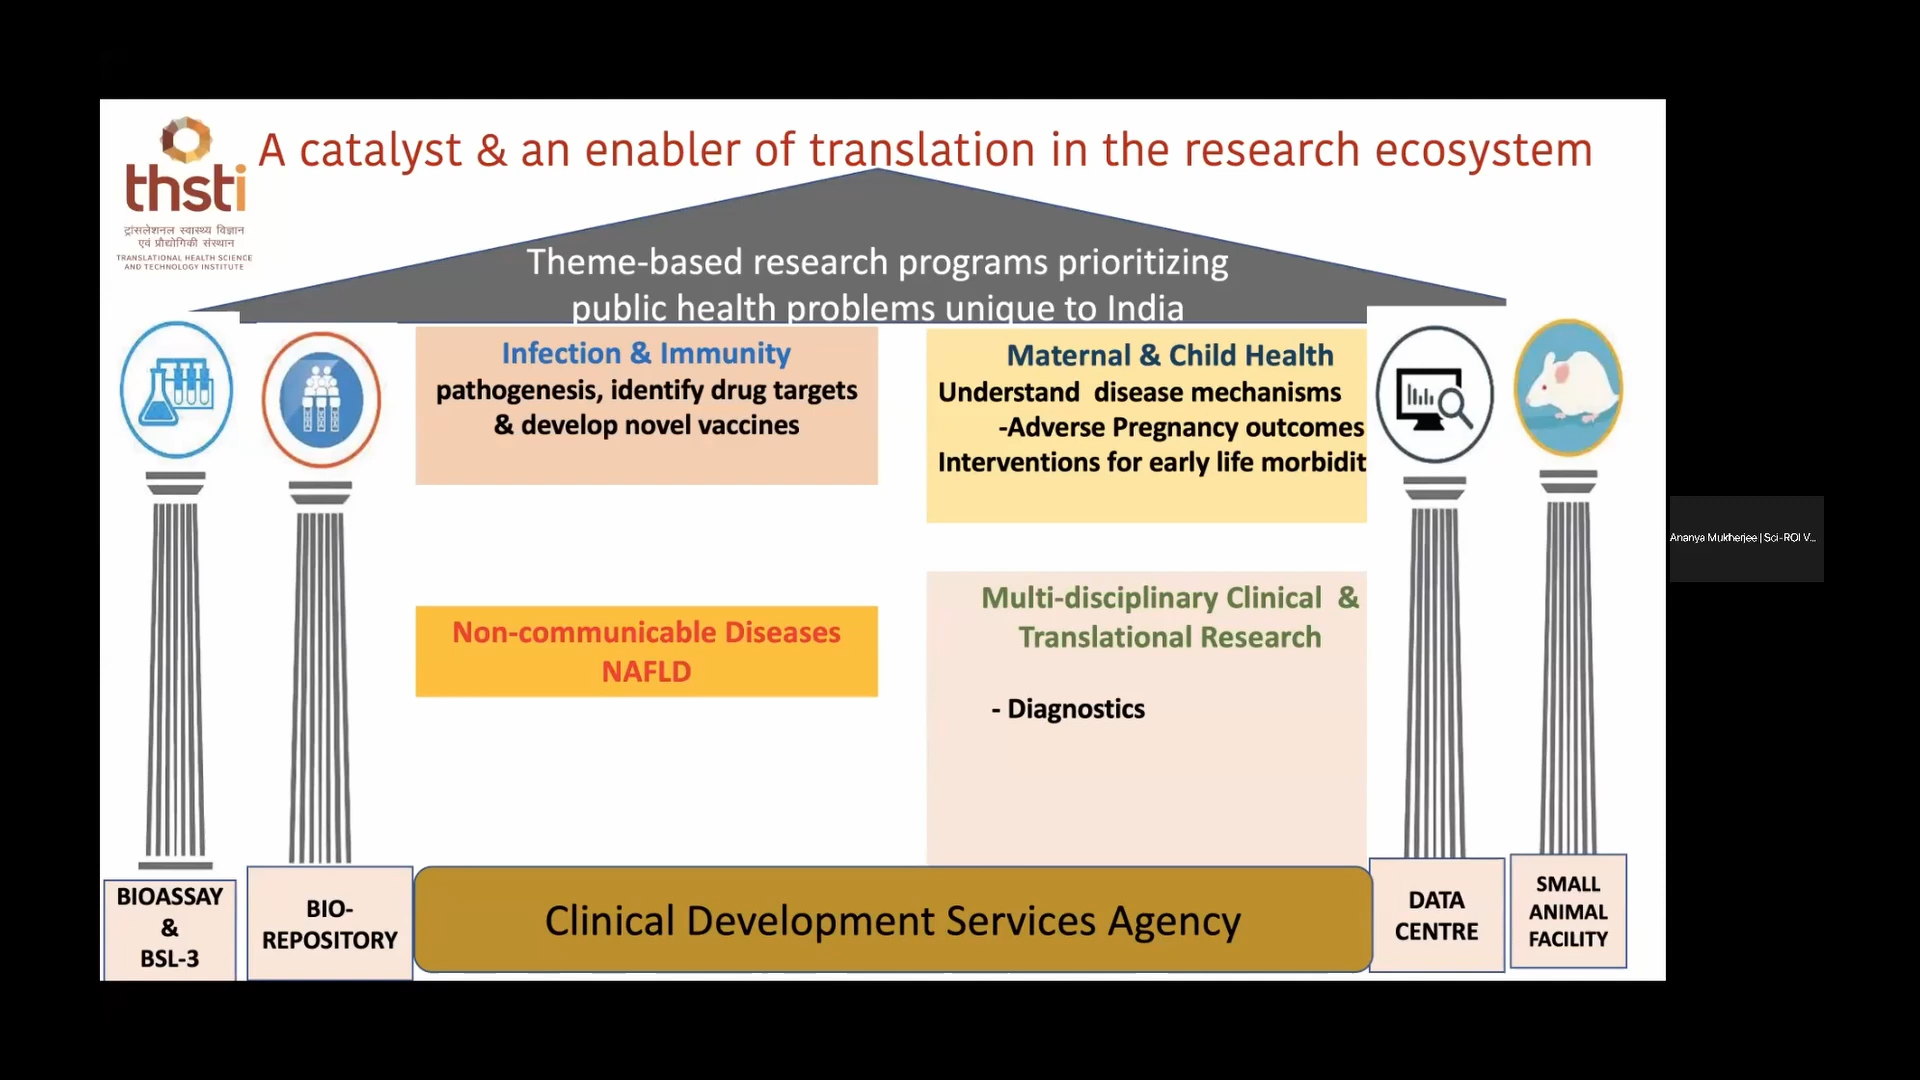 A catalyst & an enabler of translation in the research ecosystem
thsti
ट्रांसलेशनल स्वास्थ्य विज्ञान
एवं प्रौद्योगिकी संस्थान
TRANSLATIONAL HEALTH SCIENCE
AND TECHNOLOGY INSTITUTE
Theme-based research programs prioritizing
public health problems unique to India
Infection & Immunity
pathogenesis, identify drug targets
& develop novel vaccines
Maternal & Child Health
Understand disease mechanisms
-Adverse Pregnancy outcomes
Interventions for early life morbidit
Non-communicable Diseases
NAFLD
Multi-disciplinary Clinical &
Translational Research
- Diagnostics
BIOASSAY
&
BSL-3
BIO-
REPOSITORY
Clinical Development Services Agency
DATA
CENTRE
SMALL
ANIMAL
FACILITY
Ananya Mukherjee | Sci-ROI V...